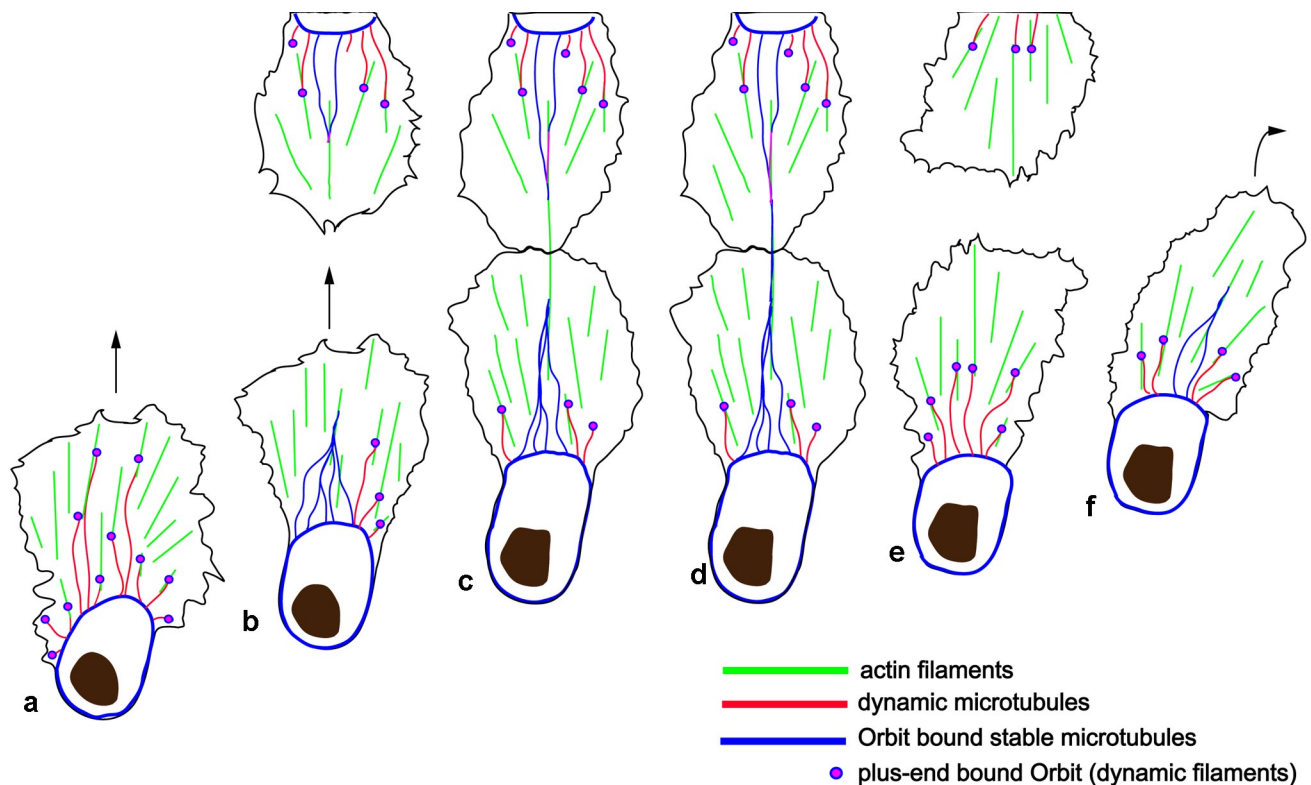 a
b
c
d
e
f
actin filaments
dynamic microtubules
Orbit bound stable microtubules
plus-end bound Orbit (dynamic filaments)